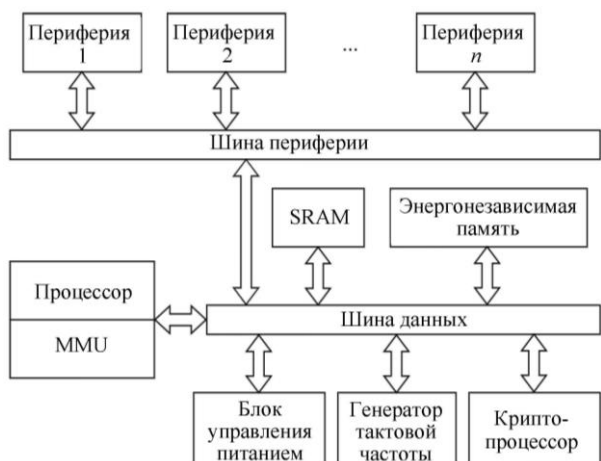 Периферия
1
Периферия
2
...
Периферия
n
Шина периферии
SRAM
Энергонезависимая
память
Процессор
MMU
Шина данных
Блок
управления
питанием
Генератор
тактовой
частоты
Крипто-
процессор